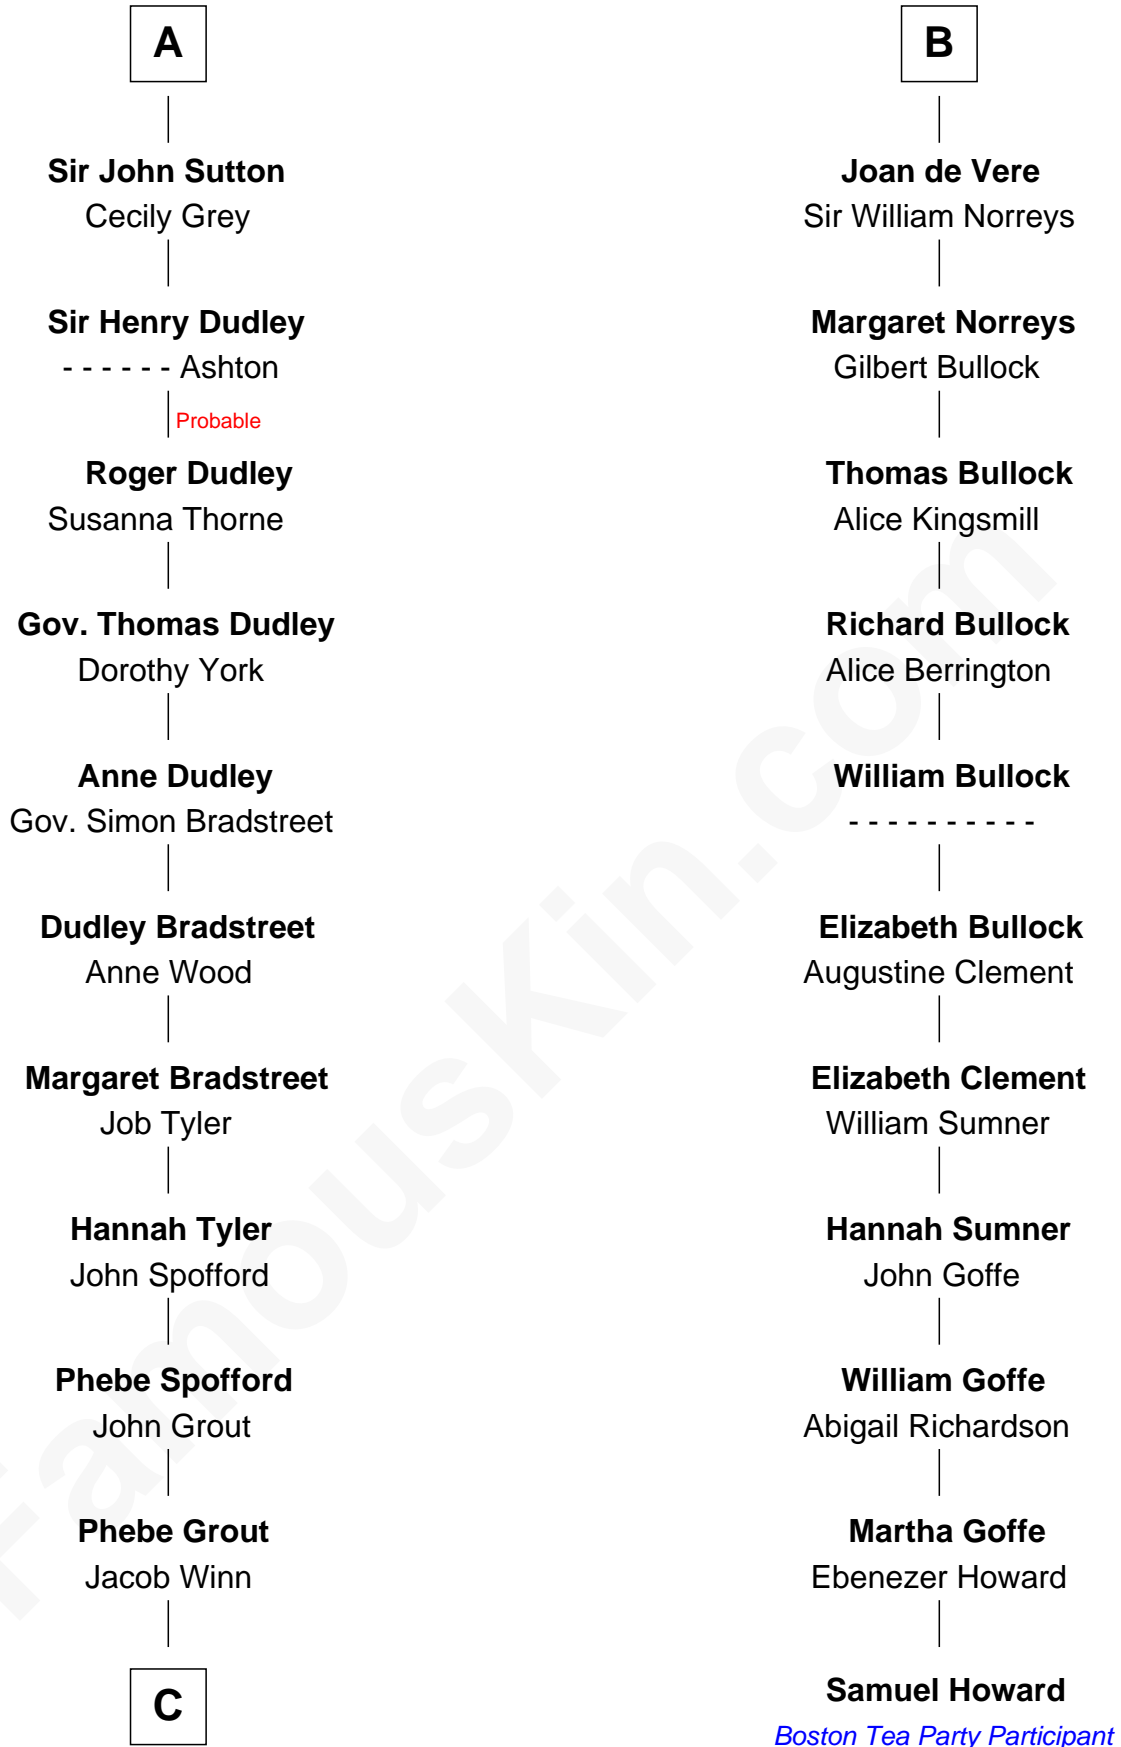 A
Sir John Sutton
Cecily Grey
Sir Henry Dudley
- - - - - - Ashton
Probable
Roger Dudley
Susanna Thorne
Gov. Thomas Dudley
Dorothy York
Anne Dudley
Gov. Simon Bradstreet
Dudley Bradstreet
Anne Wood
Margaret Bradstreet
Job Tyler
Hannah Tyler
John Spofford
Phebe Spofford
John Grout
Phebe Grout
Jacob Winn
C
B
Joan de Vere
Sir William Norreys
Margaret Norreys
Gilbert Bullock
Thomas Bullock
Alice Kingsmill
Richard Bullock
Alice Berrington
William Bullock
- - - - - - - - - -
Elizabeth Bullock
Augustine Clement
Elizabeth Clement
William Sumner
Hannah Sumner
John Goffe
William Goffe
Abigail Richardson
Martha Goffe
Ebenezer Howard
Samuel Howard
Boston Tea Party Participant
FamousKin.com